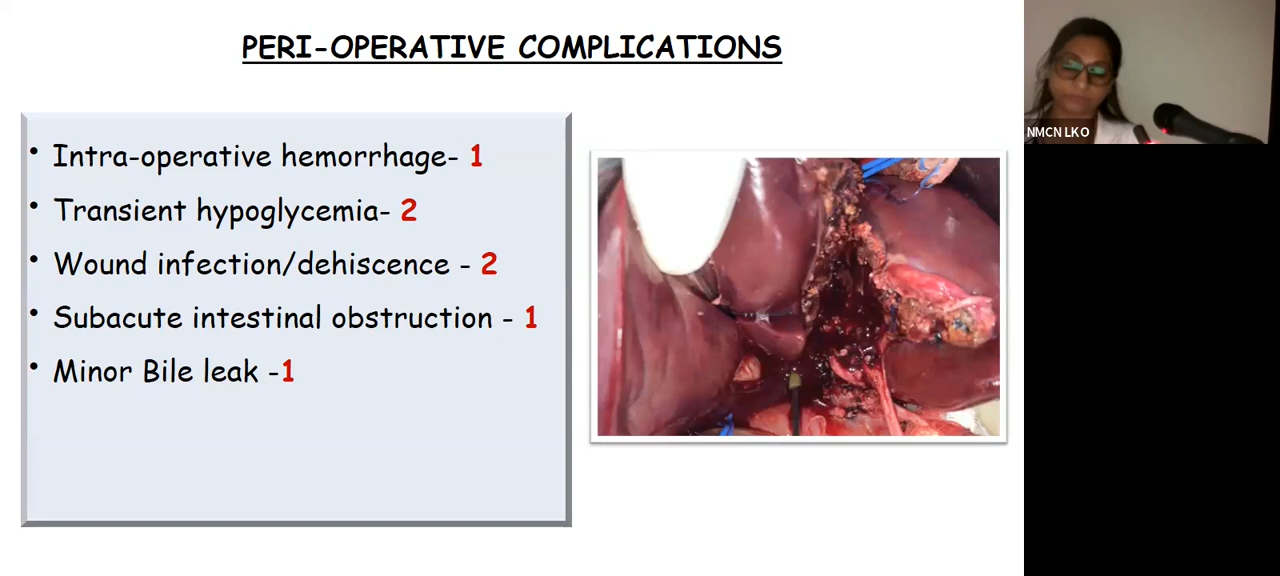 PERI-OPERATIVE COMPLICATIONS
• Intra-operative hemorrhage- 1
• Transient hypoglycemia- 2
• Wound infection/dehiscence - 2
• Subacute intestinal obstruction - 1
• Minor Bile leak -1
NMCN LKO